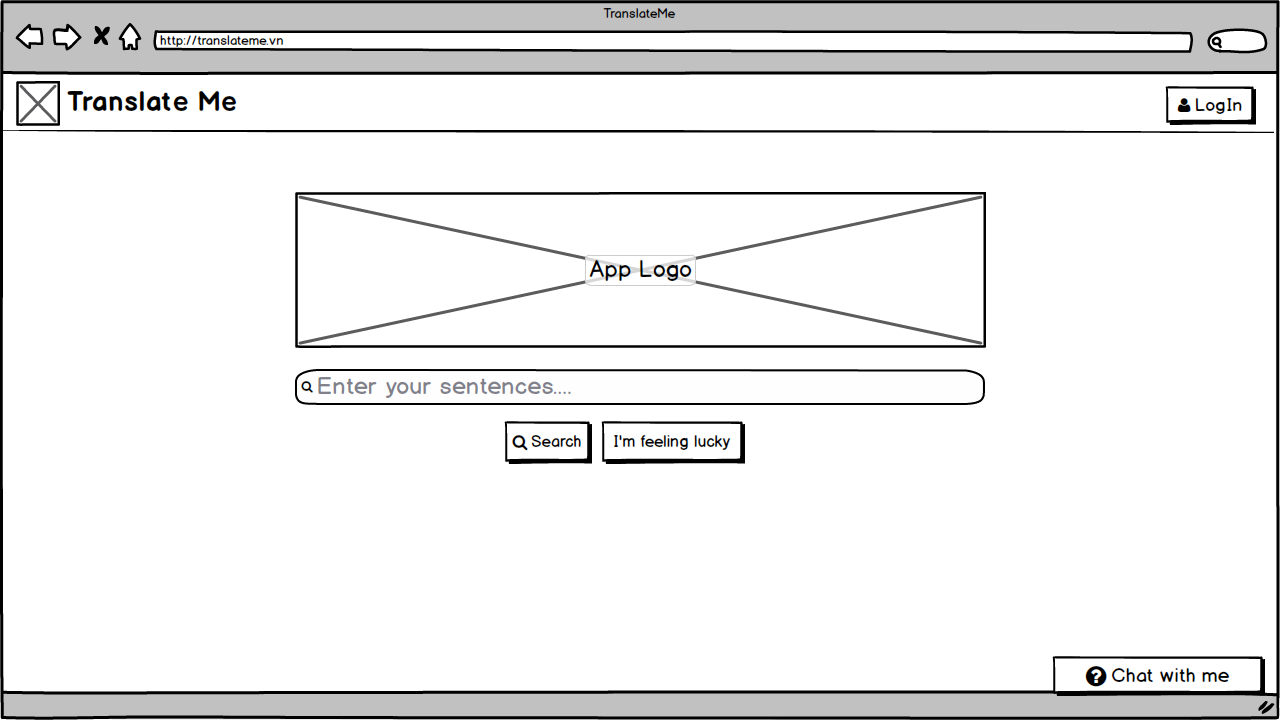 TranslateMe
http://translateme.vn
Translate Me
LogIn
App Logo
Enter your sentences....
Search
I'm feeling lucky
Chat with me